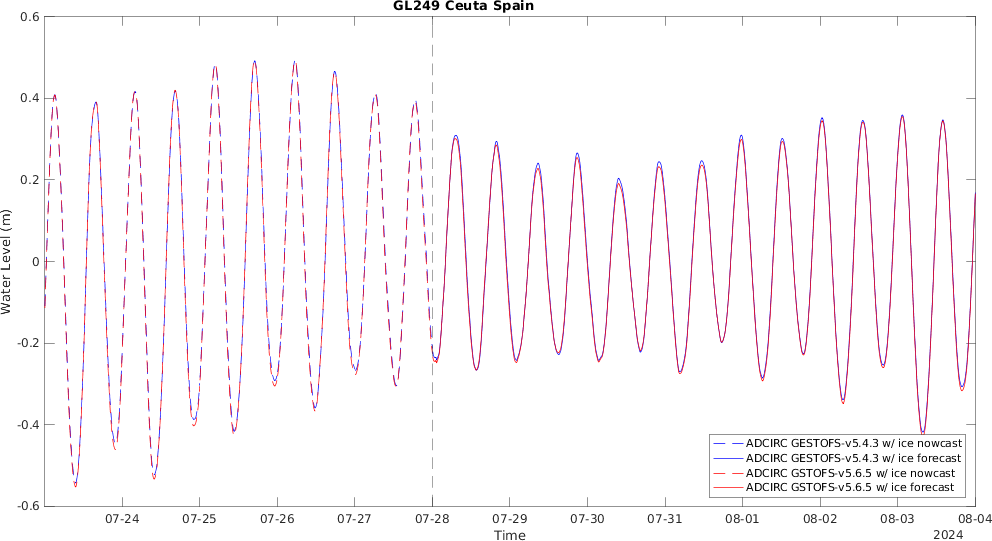 GL249 Ceuta Spain
0.6
0.4
0.2
0
-0.2
-0.4
-0.6
Water Level (m)
ADCIRC GESTOFS-v5.4.3 w/ ice nowcast
ADCIRC GESTOFS-v5.4.3 w/ ice forecast
ADCIRC GSTOFS-v5.6.5 w/ ice nowcast
ADCIRC GSTOFS-v5.6.5 w/ ice forecast
07-24 07-25 07-26 07-27 07-28 07-29 07-30 07-31 08-01 08-02 08-03 08-04
Time
2024